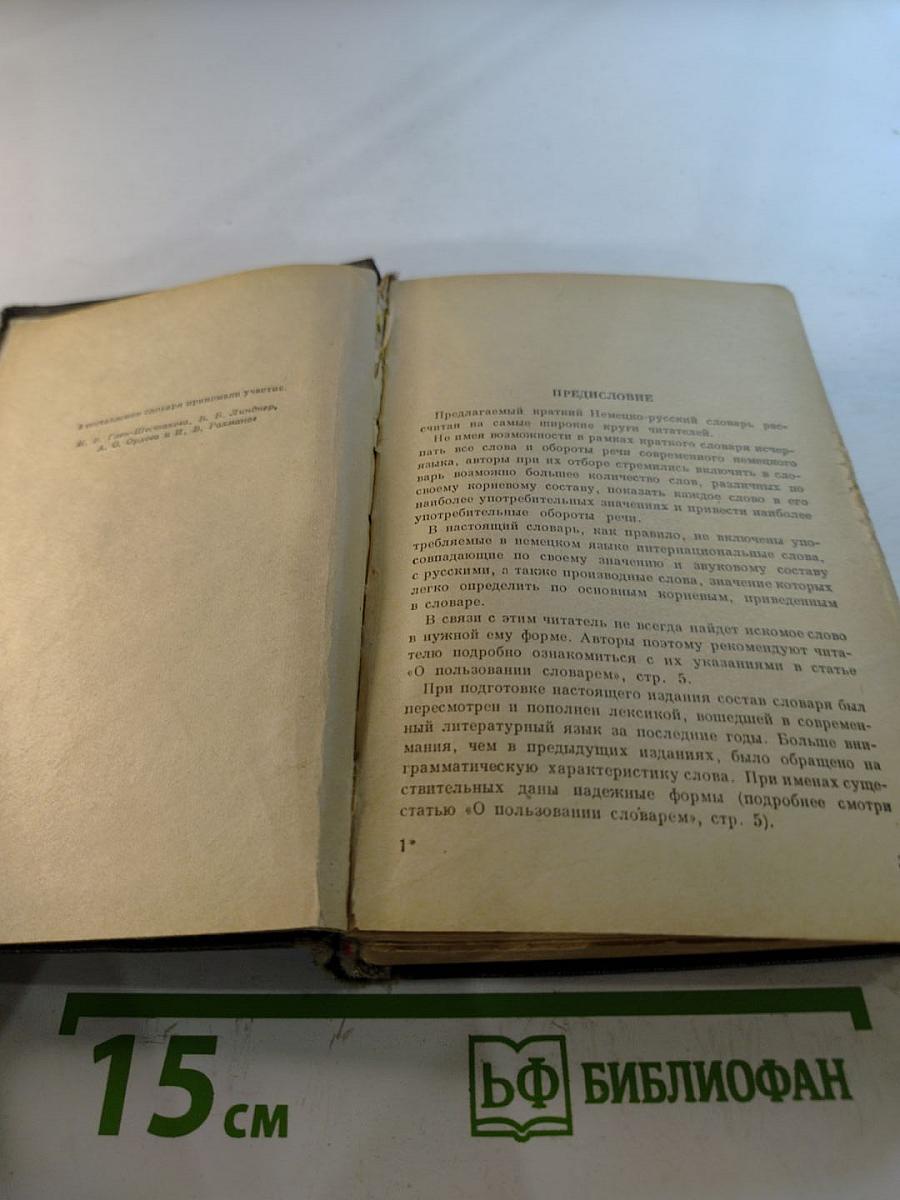 В составлении словаря принимали участие:
В. Б. Линднер,
А. О. Орлова и И. В. Рахманов
ПРЕДИСЛОВИЕ
Предлагаемый краткий Немецко-русский словарь рас-
считан на самые широкие круги читателей.
Не имея возможности в рамках краткого словаря исчер-
пать все слова и обороты речи современного немецкого
языка, авторы при их отборе стремились включить в сло-
варь возможно большее количество слов, различных по
своему корневому составу, показать каждое слово в его
наиболее употребительных значениях и привести наиболее
употребительные обороты речи.
В настоящий словарь, как правило, не включены упо-
требляемые в немецком языке интернациональные слова,
совпадающие по своему значению и звуковому составу
с русскими, а также производные слова, значение которых
легко определить по основным корневым, приведенным
в словаре.
В связи с этим читатель не всегда найдет искомое слово
в нужной ему форме. Авторы поэтому рекомендуют чита-
телю подробно ознакомиться с их указаниями в статье
«О пользовании словарем», стр. 5.
При подготовке настоящего издания состав словаря был
пересмотрен и пополнен лексикой, вошедшей в современ-
ный литературный язык за последние годы. Больше вни-
мания, чем в предыдущих изданиях, было обращено на
грамматическую характеристику слова. При именах суще-
ствительных даны падежные формы (подробнее смотри
статью «О пользовании словарем», стр. 5).
1*
15 см
БФ БИБЛИОФАН